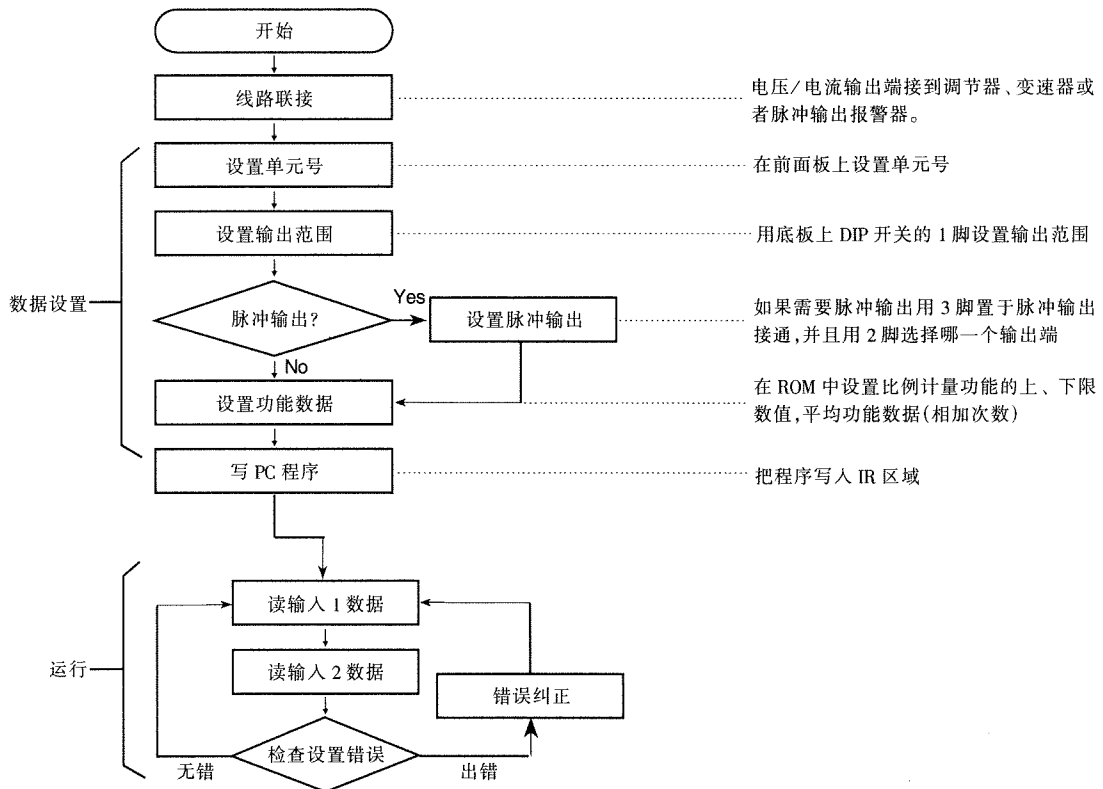 开始
线路联接
电压/电流输出端接到调节器、变速器或
者脉冲输出报警器。
设置单元号
在前面板上设置单元号
设置输出范围
用底板上 DIP 开关的 1 脚设置输出范围
数据设置
脉冲输出?
Yes
设置脉冲输出
如果需要脉冲输出用 3 脚置于脉冲输出
接通,并且用 2 脚选择哪一个输出端
No
设置功能数据
在 ROM 中设置比例计量功能的上、下限
数值,平均功能数据(相加次数)
写 PC 程序
把程序写入 IR 区域
运行
读输入 1 数据
读输入 2 数据
错误纠正
检查设置错误
无错
出错